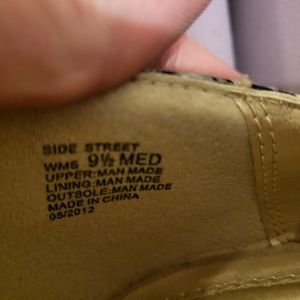 SIDE STREET
WMS 9½ MED
UPPER:MAN MADE
LINING:MAN MADE
OUTSOLE:MAN MADE
MADE IN CHINA
05/2012